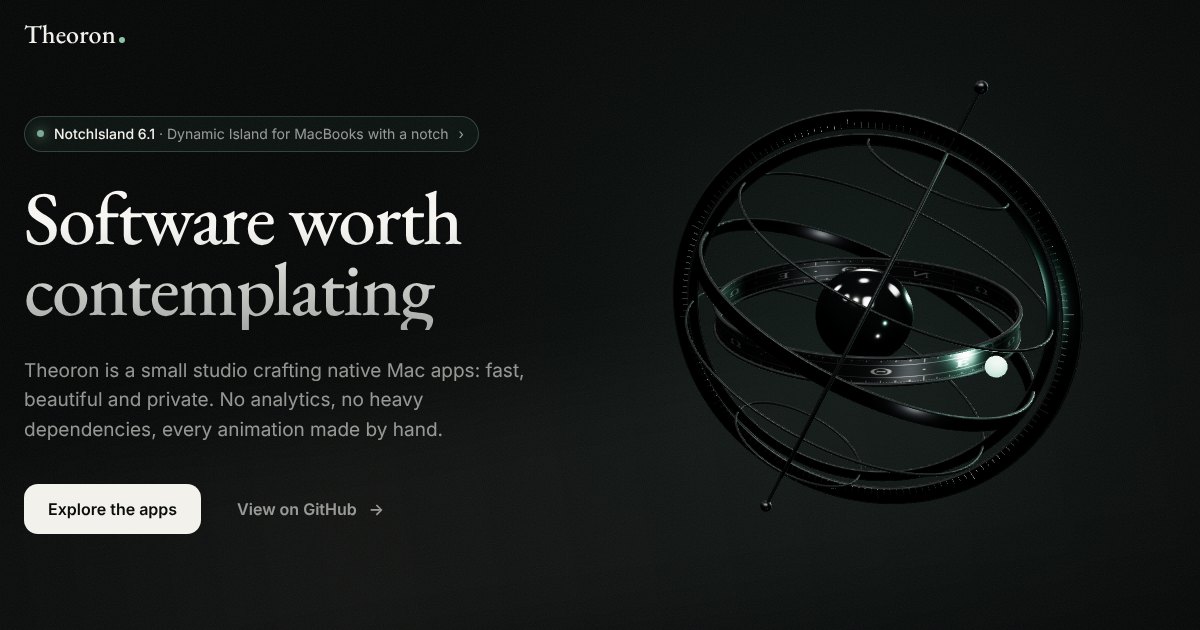 Theoron.
NotchIsland 6.1 · Dynamic Island for MacBooks with a notch ›
Software worth
contemplating
Theoron is a small studio crafting native Mac apps: fast,
beautiful and private. No analytics, no heavy
dependencies, every animation made by hand.
Explore the apps
View on GitHub →